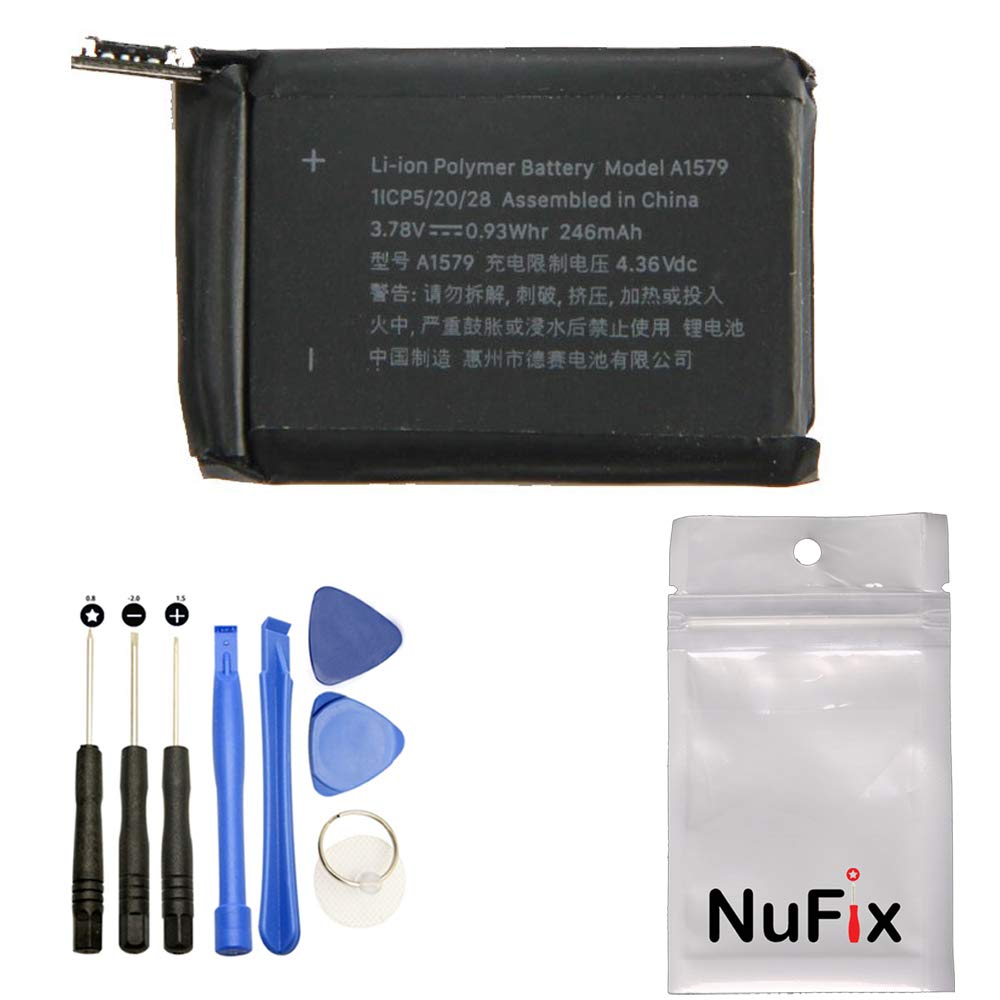 + Li-ion Polymer Battery Model A1579
1ICP5/20/28 Assembled in China
3.78V⎓0.93Whr 246mAh
型号 A1579 充电限制电压 4.36Vdc
警告: 请勿拆解, 刺破, 挤压, 加热或投入
火中, 严重鼓胀或浸水后禁止使用 锂电池
− 中国制造 惠州市德赛电池有限公司
0.8 -2.0 1.5
NuFix